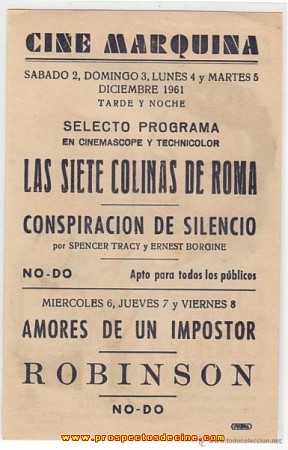 CINE MARQUINA
SABADO 2, DOMINGO 3, LUNES 4 y MARTES 5
DICIEMBRE 1961
TARDE Y NOCHE
SELECTO PROGRAMA
EN CINEMASCOPE Y TECHNICOLOR
LAS SIETE COLINAS DE ROMA
CONSPIRACION DE SILENCIO
por SPENCER TRACY y ERNEST BORGINE
NO-DO Apto para todos los públicos
MIERCOLES 6, JUEVES 7 y VIERNES 8
AMORES DE UN IMPOSTOR
ROBINSON
NO-DO
www.prospectosdecine.com
todocoleccion.net